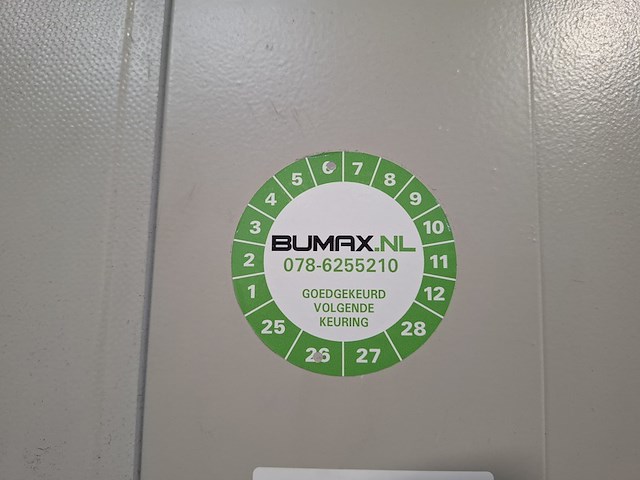 1 2 3 4 5 6 7 8 9 10 11 12
BUMAX.NL
078-6255210
GOEDGEKEURD
VOLGENDE
KEURING
25 26 27 28